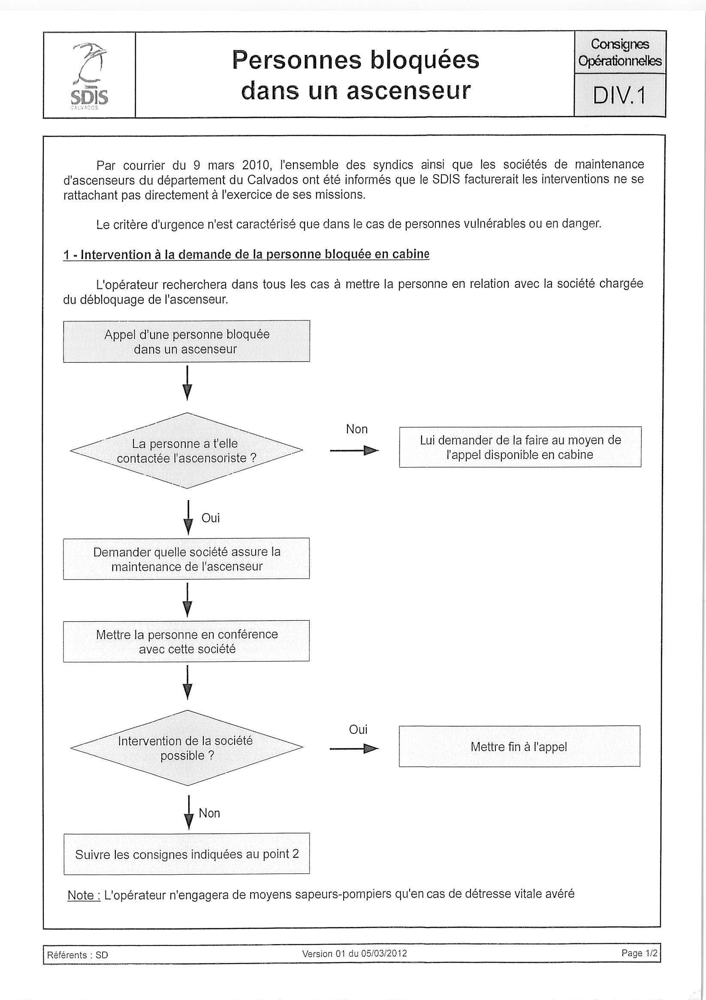 SDIS
CALVADOS
Personnes bloquées
dans un ascenseur
Consignes
Opérationnelles
DIV.1
Par courrier du 9 mars 2010, l'ensemble des syndics ainsi que les sociétés de maintenance
d'ascenseurs du département du Calvados ont été informés que le SDIS facturerait les interventions ne se
rattachant pas directement à l'exercice de ses missions.
Le critère d'urgence n'est caractérisé que dans le cas de personnes vulnérables ou en danger.
1 - Intervention à la demande de la personne bloquée en cabine
L'opérateur recherchera dans tous les cas à mettre la personne en relation avec la société chargée
du débloquage de l'ascenseur.
Appel d'une personne bloquée
dans un ascenseur
La personne a t'elle
contactée l'ascensoriste ?
Non
Lui demander de la faire au moyen de
l'appel disponible en cabine
Oui
Demander quelle société assure la
maintenance de l'ascenseur
Mettre la personne en conférence
avec cette société
Intervention de la société
possible ?
Oui
Mettre fin à l'appel
Non
Suivre les consignes indiquées au point 2
Note : L'opérateur n'engagera de moyens sapeurs-pompiers qu'en cas de détresse vitale avéré
Référents : SD
Version 01 du 05/03/2012
Page 1/2